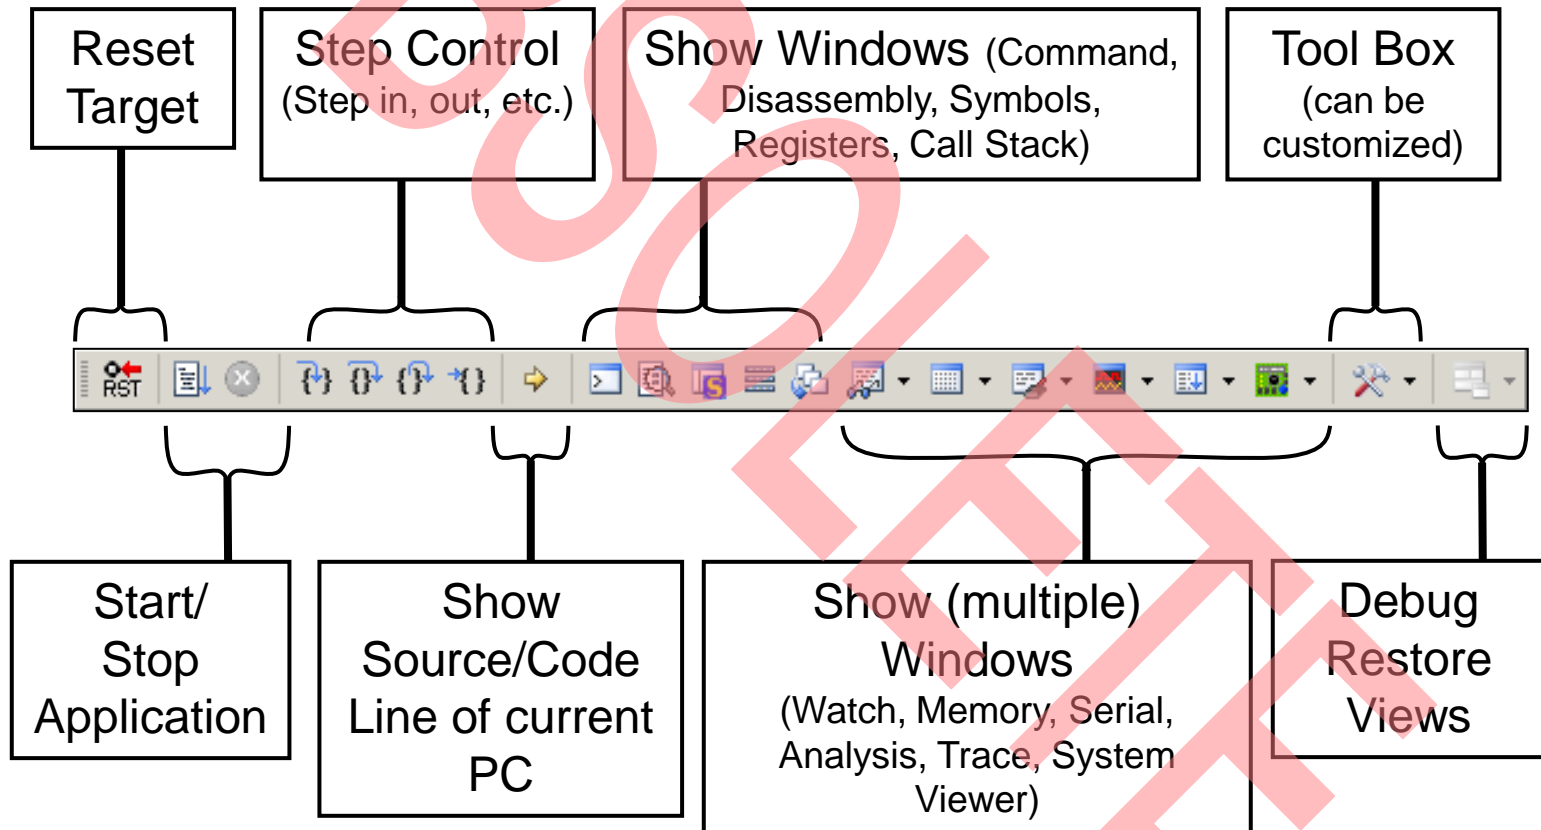 Reset
Target
Step Control
(Step in, out, etc.)
Show Windows (Command,
Disassembly, Symbols,
Registers, Call Stack)
Tool Box
(can be
customized)
RST
{}
{}
{}
{}
>
S
Start/
Stop
Application
Show
Source/Code
Line of current
PC
Show (multiple)
Windows
(Watch, Memory, Serial,
Analysis, Trace, System
Viewer)
Debug
Restore
Views
BSOLETE